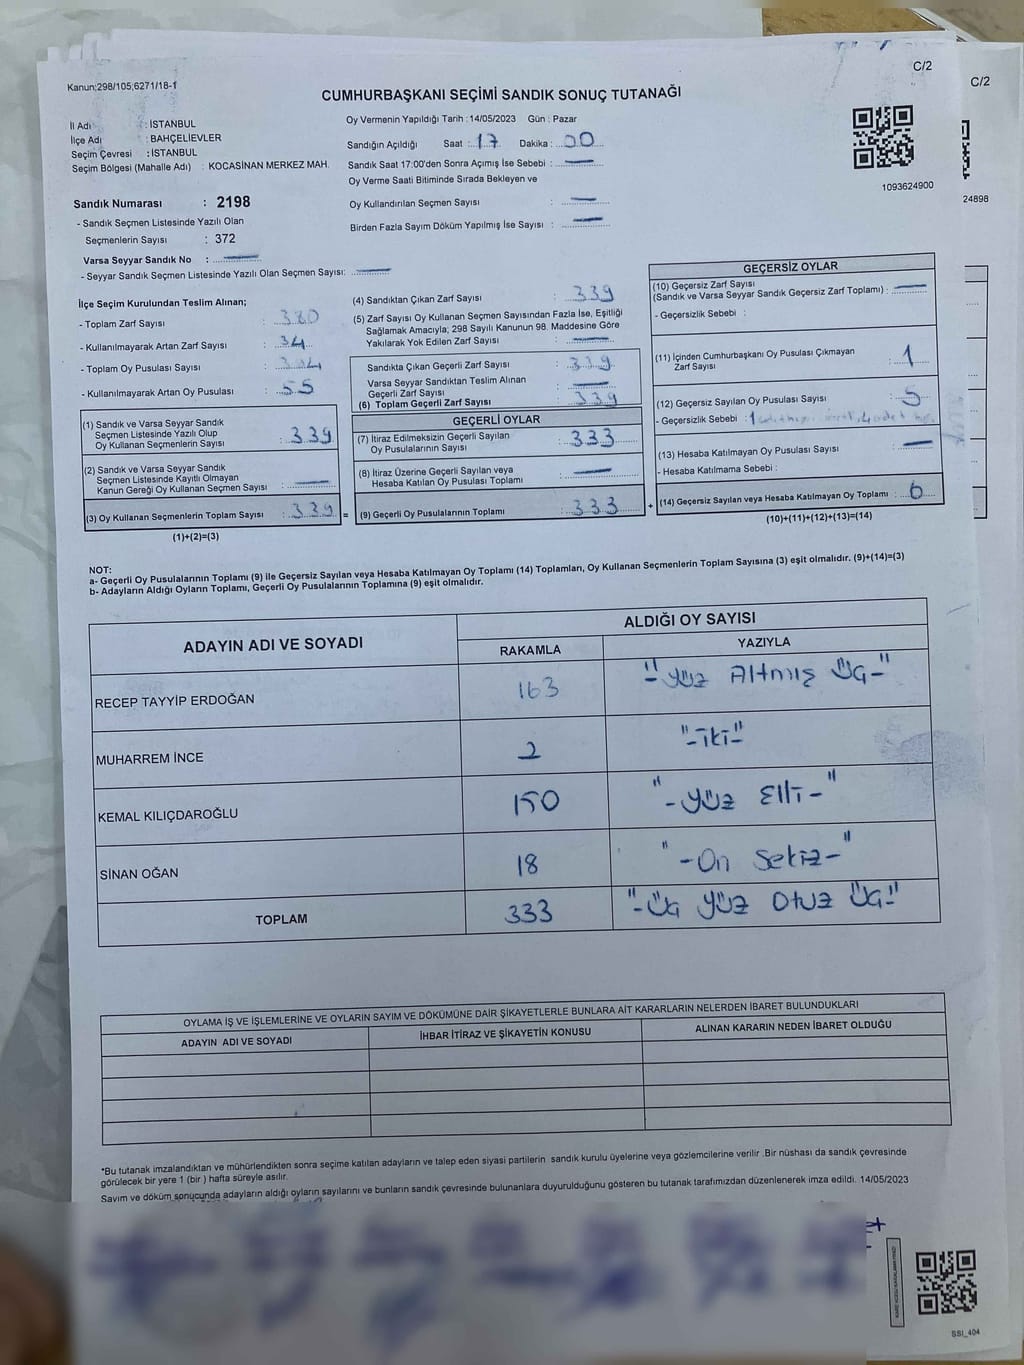 C/2
C/2
Kanun;298/105;6271/18-1
CUMHURBAŞKANI SEÇİMİ SANDIK SONUÇ TUTANAĞI
İl Adı : İSTANBUL
İlçe Adı : BAHÇELİEVLER
Seçim Çevresi : İSTANBUL
Seçim Bölgesi (Mahalle Adı) : KOCASİNAN MERKEZ MAH.
Sandık Numarası : 2198
- Sandık Seçmen Listesinde Yazılı Olan
Seçmenlerin Sayısı : 372
Varsa Seyyar Sandık No :
- Seyyar Sandık Seçmen Listesinde Yazılı Olan Seçmen Sayısı:
Oy Vermenin Yapıldığı Tarih :14/05/2023 Gün : Pazar
Sandığın Açıldığı Saat : 17 Dakika : 00
Sandık Saat 17:00'den Sonra Açımış İse Sebebi :
Oy Verme Saati Bitiminde Sırada Bekleyen ve
Oy Kullandırılan Seçmen Sayısı :
Birden Fazla Sayım Döküm Yapılmış İse Sayısı :
1093624900
24898
İlçe Seçim Kurulundan Teslim Alınan;
- Toplam Zarf Sayısı : 380
- Kullanılmayarak Artan Zarf Sayısı : 34
- Toplam Oy Pusulası Sayısı :
- Kullanılmayarak Artan Oy Pusulası : 55
(1) Sandık ve Varsa Seyyar Sandık
Seçmen Listesinde Yazılı Olup
Oy Kullanan Seçmenlerin Sayısı : 339
(2) Sandık ve Varsa Seyyar Sandık
Seçmen Listesinde Kayıtlı Olmayan
Kanun Gereği Oy Kullanan Seçmen Sayısı :
(3) Oy Kullanan Seçmenlerin Toplam Sayısı : 339 =
(1)+(2)=(3)
(4) Sandıktan Çıkan Zarf Sayısı : 339
(5) Zarf Sayısı Oy Kullanan Seçmen Sayısından Fazla İse, Eşitliği
Sağlamak Amacıyla; 298 Sayılı Kanunun 98. Maddesine Göre
Yakılarak Yok Edilen Zarf Sayısı :
Sandıkta Çıkan Geçerli Zarf Sayısı : 339
Varsa Seyyar Sandıktan Teslim Alınan
Geçerli Zarf Sayısı :
(6) Toplam Geçerli Zarf Sayısı : 339
GEÇERLİ OYLAR
(7) İtiraz Edilmeksizin Geçerli Sayılan
Oy Pusulasının Sayısı : 333
(8) İtiraz Üzerine Geçerli Sayılan veya
Hesaba Katılan Oy Pusulası Toplamı :
(9) Geçerli Oy Pusulalarının Toplamı : 333 +
GEÇERSİZ OYLAR
(10) Geçersiz Zarf Sayısı
(Sandık ve Varsa Seyyar Sandık Geçersiz Zarf Toplamı) :
- Geçersizlik Sebebi :
(11) İçinden Cumhurbaşkanı Oy Pusulası Çıkmayan
Zarf Sayısı : 1
(12) Geçersiz Sayılan Oy Pusulası Sayısı : 5
- Geçersizlik Sebebi :
(13) Hesaba Katılmayan Oy Pusulası Sayısı :
- Hesaba Katılmama Sebebi :
(14) Geçersiz Sayılan veya Hesaba Katılmayan Oy Toplamı : 6
(10)+(11)+(12)+(13)=(14)
NOT:
a- Geçerli Oy Pusulalarının Toplamı (9) ile Geçersiz Sayılan veya Hesaba Katılmayan Oy Toplamı (14) Toplamları, Oy Kullanan Seçmenlerin Toplam Sayısına (3) eşit olmalıdır. (9)+(14)=(3)
b- Adayların Aldığı Oyların Toplamı, Geçerli Oy Pusulalarının Toplamına (9) eşit olmalıdır.
ADAYIN ADI VE SOYADI ALDIĞI OY SAYISI
RAKAMLA YAZIYLA
RECEP TAYYİP ERDOĞAN 163 "-Yüz Altmış Üç-"
MUHARREM İNCE 2 "-İki-"
KEMAL KILIÇDAROĞLU 150 "-Yüz Elli-"
SİNAN OĞAN 18 "-On Sekiz-"
TOPLAM 333 "-Üç Yüz Otuz Üç-"
OYLAMA İŞ VE İŞLEMLERİNE VE OYLARIN SAYIM VE DÖKÜMÜNE DAİR ŞİKAYETLERLE BUNLARA AİT KARARLARIN NELERDEN İBARET BULUNDUKLARI
ADAYIN ADI VE SOYADI İHBAR İTİRAZ VE ŞİKAYETİN KONUSU ALINAN KARARIN NEDEN İBARET OLDUĞU
*Bu tutanak imzalandıktan ve mühürlendikten sonra seçime katılan adayların ve talep eden siyasi partilerin sandık kurulu üyelerine veya gözlemcilerine verilir .Bir nüshası da sandık çevresinde
görülecek bir yere 1 (bir ) hafta süreyle asılır.
Sayım ve döküm sonucunda adayların aldığı oyların sayılarını ve bunların sandık çevresinde bulunanlara duyurulduğunu gösteren bu tutanak tarafımızdan düzenlenerek imza edildi. 14/05/2023
SSI_404